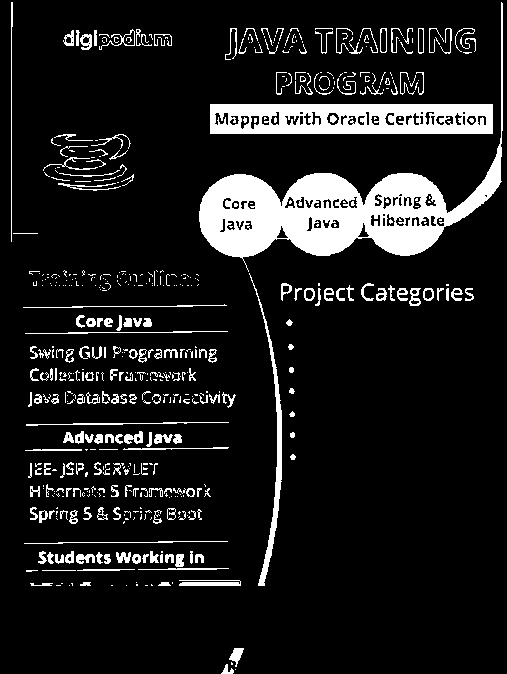 digipodium
JAVA TRAINING
PROGRAM
Mapped with Oracle Certification
Core
Java
Advanced
Java
Spring &
Hibernate
Training Outlines
Core Java
Swing GUI Programming
Collection Framework
Java Database Connectivity
Advanced Java
JEE- JSP, SERVLET
Hibernate 5 Framework
Spring 5 & Spring Boot
Students Working in
Project Categories